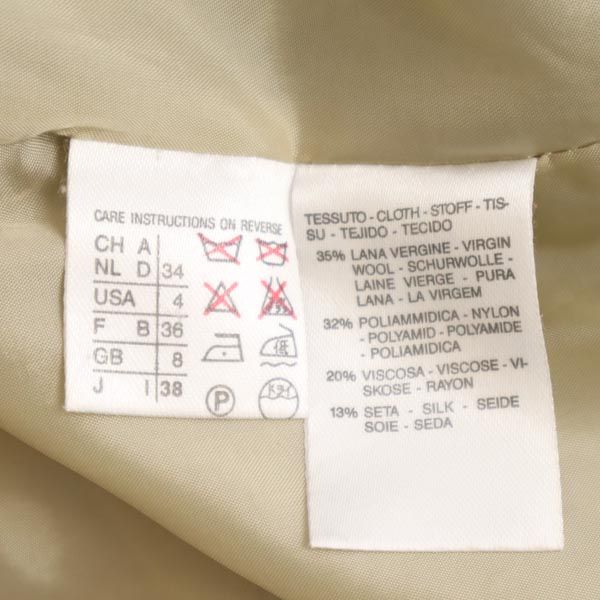 CARE INSTRUCTIONS ON REVERSE
CH A
NL D 34
USA 4
F B 36
GB 8
J I 38
P
TESSUTO - CLOTH - STOFF - TIS-
SU - TEJIDO - TECIDO
35% LANA VERGINE - VIRGIN
WOOL - SCHURWOLLE -
LAINE VIERGE - PURA
LANA - LA VIRGEM
32% POLIAMMIDICA - NYLON
- POLYAMID - POLYAMIDE
- POLIAMIDICA
20% VISCOSA - VISCOSE - VI-
SKOSE - RAYON
13% SETA - SILK - SEIDE
SOIE - SEDA